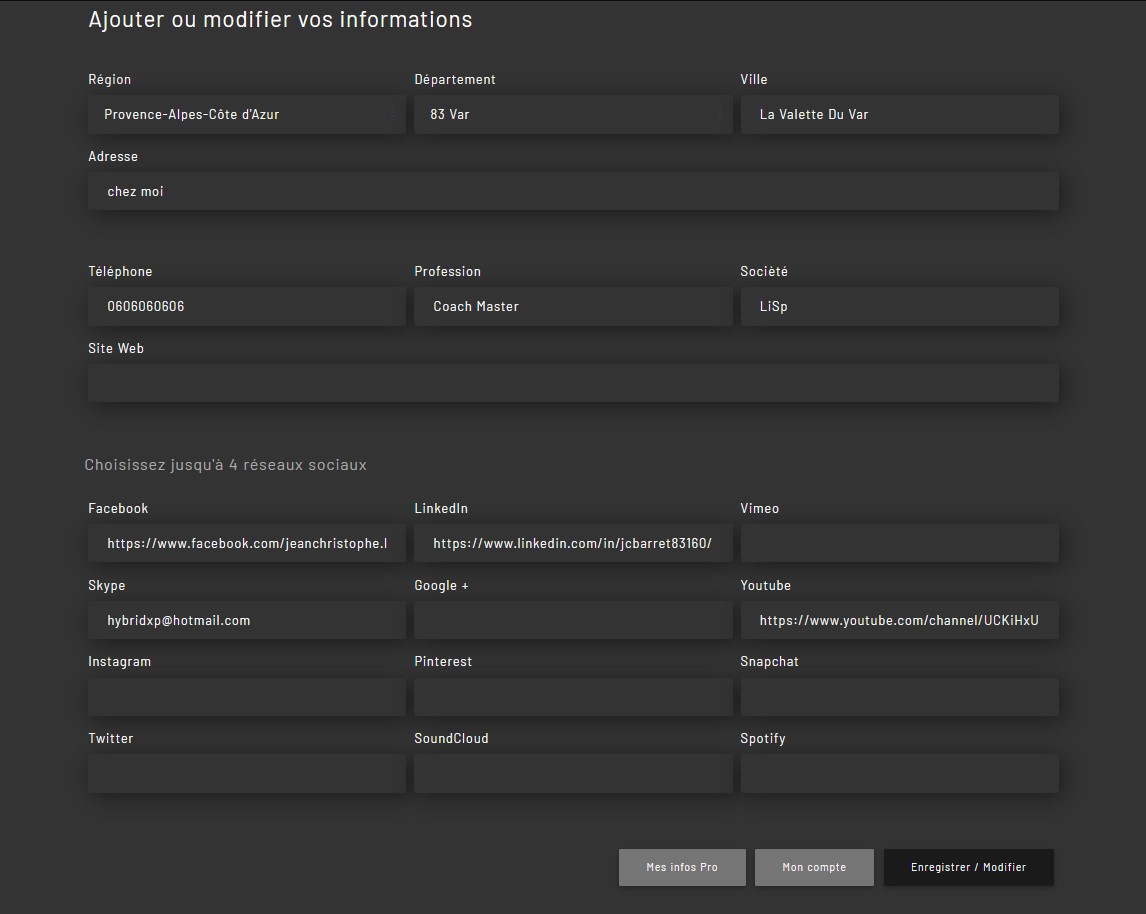 Ajouter ou modifier vos informations
Région Département Ville
Provence-Alpes-Côte d'Azur 83 Var La Valette Du Var
Adresse
chez moi
Téléphone Profession Sociètè
0606060606 Coach Master LiSp
Site Web
Choisissez jusqu'à 4 réseaux sociaux
Facebook LinkedIn Vimeo
https://www.facebook.com/jeanchristophe.l https://www.linkedin.com/in/jcbarret83160/
Skype Google + Youtube
hybridxp@hotmail.com https://www.youtube.com/channel/UCKiHxU
Instagram Pinterest Snapchat
Twitter SoundCloud Spotify
Mes infos Pro Mon compte Enregistrer / Modifier